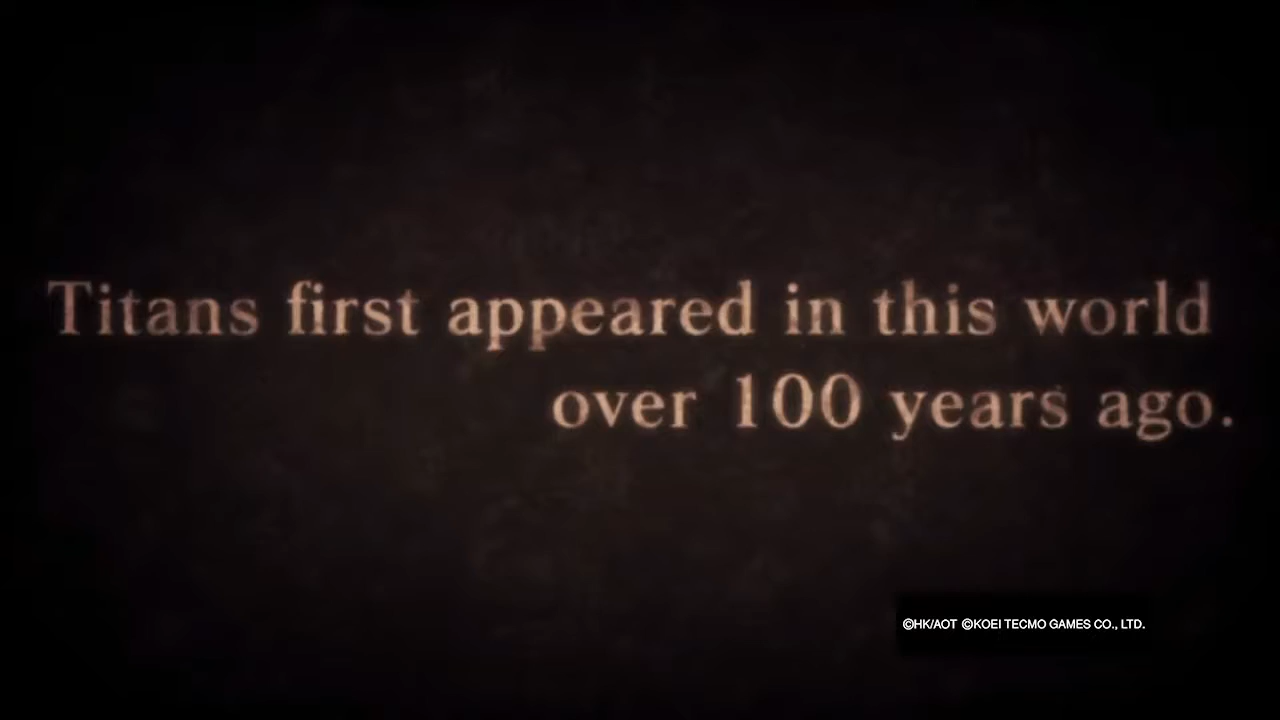 Titans first appeared in this world
over 100 years ago.
©HK/AOT ©KOEI TECMO GAMES CO., LTD.